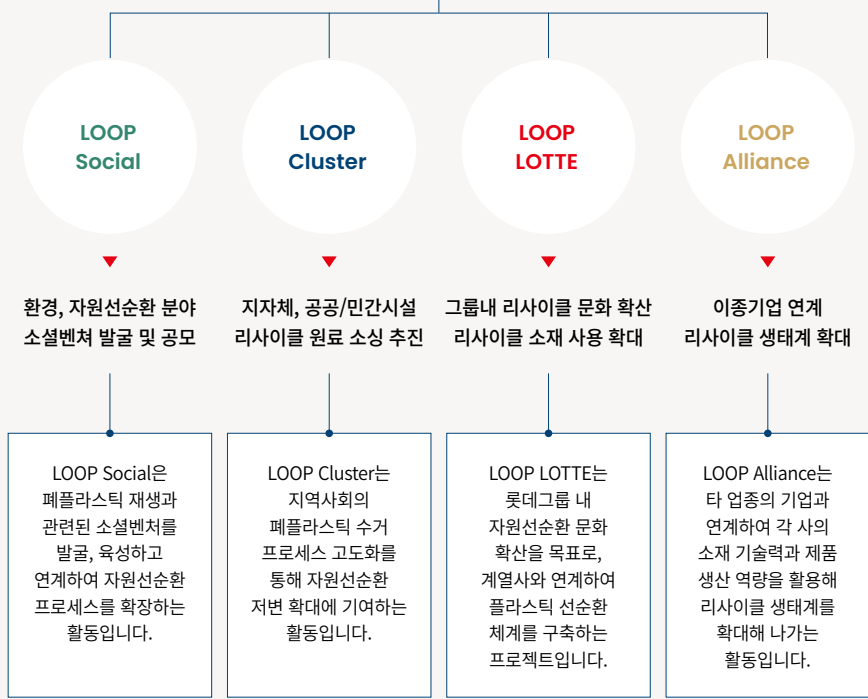 LOOP
Social
LOOP
Cluster
LOOP
LOTTE
LOOP
Alliance
환경, 자원선순환 분야
소셜벤쳐 발굴 및 공모
지자체, 공공/민간시설
리사이클 원료 소싱 추진
그룹내 리사이클 문화 확산
리사이클 소재 사용 확대
이종기업 연계
리사이클 생태계 확대
LOOP Social은
폐플라스틱 재생과
관련된 소셜벤처를
발굴, 육성하고
연계하여 자원선순환
프로세스를 확장하는
활동입니다.
LOOP Cluster는
지역사회의
폐플라스틱 수거
프로세스 고도화를
통해 자원선순환
저변 확대에 기여하는
활동입니다.
LOOP LOTTE는
롯데그룹 내
자원선순환 문화
확산을 목표로,
계열사와 연계하여
플라스틱 선순환
체계를 구축하는
프로젝트입니다.
LOOP Alliance는
타 업종의 기업과
연계하여 각 사의
소재 기술력과 제품
생산 역량을 활용해
리사이클 생태계를
확대해 나가는
활동입니다.